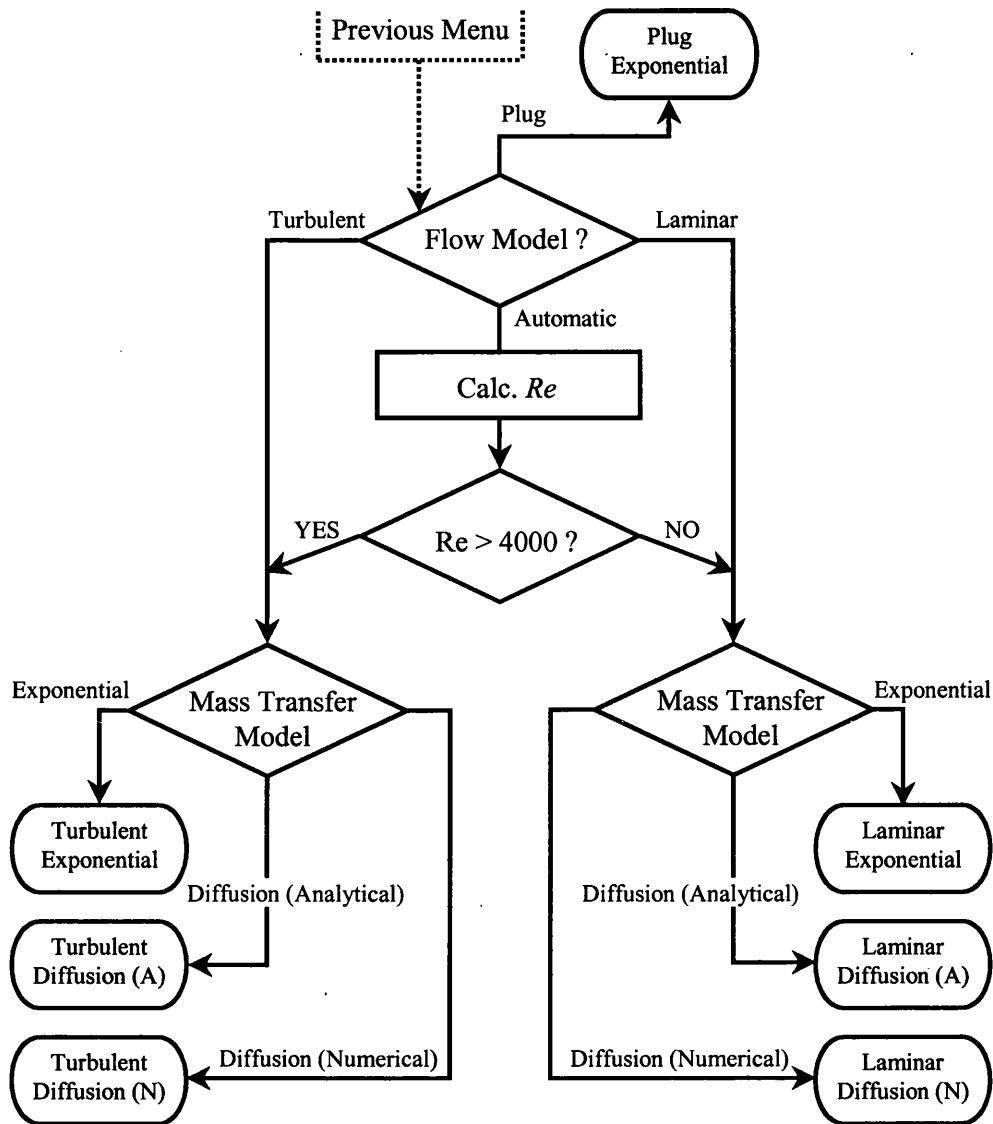 Previous Menu
Plug
Exponential
Plug
Turbulent
Laminar
Flow Model ?
Automatic
Calc. Re
YES
NO
Re > 4000 ?
Exponential
Mass Transfer
Model
Mass Transfer
Model
Exponential
Turbulent
Exponential
Laminar
Exponential
Diffusion (Analytical)
Diffusion (Analytical)
Turbulent
Diffusion (A)
Laminar
Diffusion (A)
Turbulent
Diffusion (N)
Diffusion (Numerical)
Diffusion (Numerical)
Laminar
Diffusion (N)